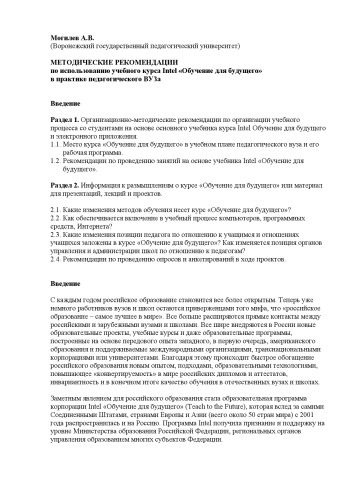 Могилев А.В.
(Воронежский государственный педагогический университет)
МЕТОДИЧЕСКИЕ РЕКОМЕНДАЦИИ
по использованию учебного курса Intel «Обучение для будущего»
в практике педагогического ВУЗа
Введение
Раздел 1. Организационно-методические рекомендации по организации учебного
процесса со студентами на основе основного учебника курса Intel Обучение для будущего
и электронного приложения.
1.1. Место курса «Обучение для будущего» в учебном плане педагогического вуза и его
рабочая программа.
1.2. Рекомендации по проведению занятий на основе учебника Intel «Обучение для
будущего».
Раздел 2. Информация к размышлениям о курсе «Обучение для будущего» или материал
для презентаций, лекций и проектов.
2.1. Какие изменения методов обучения несет курс «Обучение для будущего»?
2.2. Как обеспечивается включение в учебный процесс компьютеров, программных
средств, Интернета?
2.3. Какие изменения позиции педагога по отношению к учащимся и отношениях
учащихся заложены в курсе «Обучение для будущего»? Как изменяется позиция органов
управления и администрации школ по отношению к педагогам?
2.4. Рекомендации по проведению опросов и анкетирований в ходе проектов.
Введение
С каждым годом российское образование становится все более открытым. Теперь уже
немного работников вузов и школ остаются приверженцами того мифа, что «российское
образование – самое лучшее в мире». Все больше расширяются прямые контакты между
российскими и зарубежными вузами и школами. Все шире внедряются в России новые
образовательные проекты, учебные курсы и даже образовательные программы,
построенные на основе передового опыта западного, в первую очередь, американского
образования и поддерживаемые международными организациями, транснациональными
корпорациями или университетами. Благодаря этому происходит быстрое обогащение
российского образования новым опытом, подходами, образовательными технологиями,
повышающее «конвертируемость» в мире российских дипломов и аттестатов,
инвариантность и в конечном итоге качество обучения в отечественных вузах и школах.
Заметным явлением для российского образования стала образовательная программа
корпорации Intel «Обучение для будущего» (Teach to the Future), которая вслед за самими
Соединенными Штатами, странами Европы и Азии (всего около 50 стран мира) с 2001
года распространилась и на Россию. Программа Intel получила признание и поддержку на
уровне Министерства образования Российской Федерации, региональных органов
управления образованием многих субъектов Федерации.